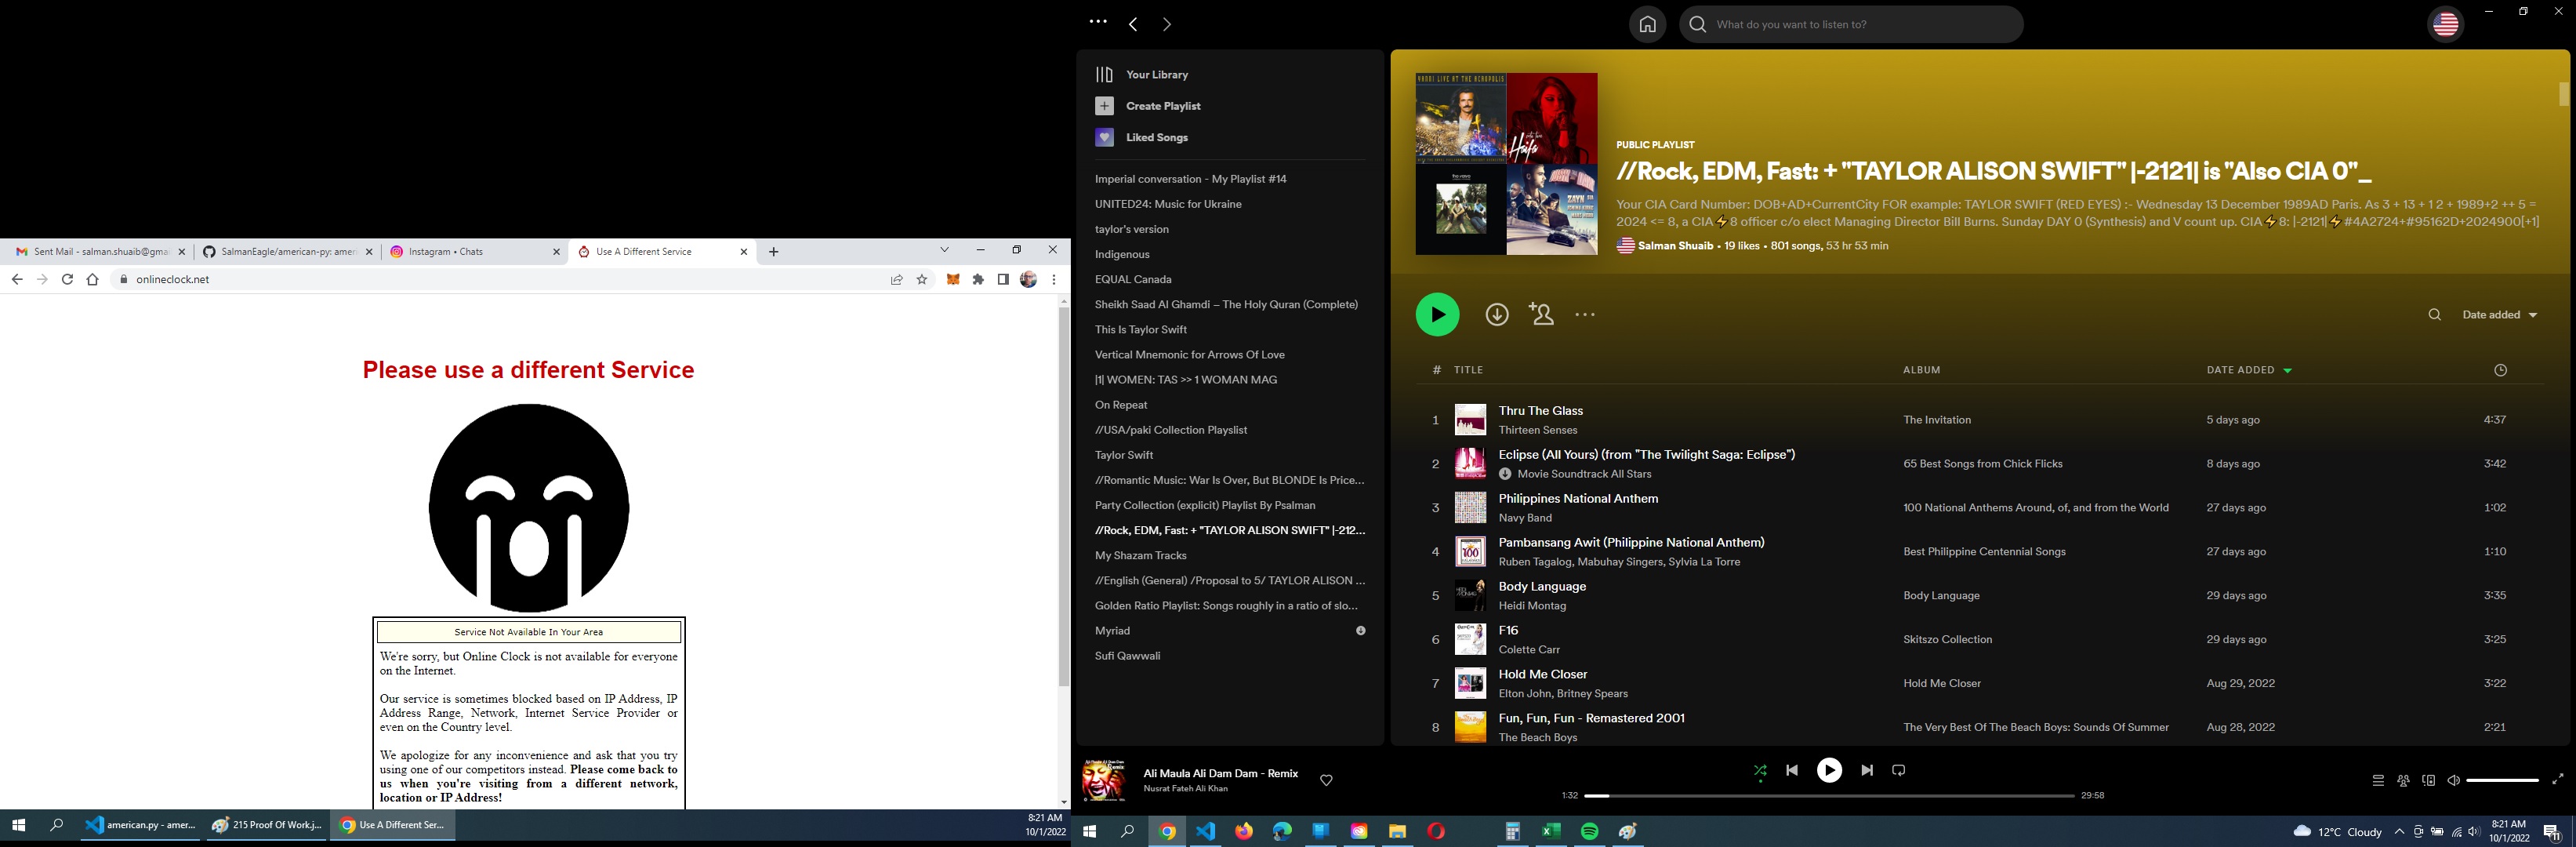 Sent Mail - salman.shuaib@gmai
SalmanEagle/american-py: amer
Instagram • Chats
Use A Different Service
onlineclock.net
Please use a different Service
Service Not Available In Your Area
We're sorry, but Online Clock is not available for everyone
on the Internet.
Our service is sometimes blocked based on IP Address, IP
Address Range, Network, Internet Service Provider or
even on the Country level.
We apologize for any inconvenience and ask that you try
using one of our competitors instead. Please come back to
us when you're visiting from a different network,
location or IP Address!
american.py - amer...
215 Proof Of Work.j...
Use A Different Ser...
8:21 AM
10/1/2022
What do you want to listen to?
Your Library
Create Playlist
Liked Songs
Imperial conversation - My Playlist #14
UNITED24: Music for Ukraine
taylor's version
Indigenous
EQUAL Canada
Sheikh Saad Al Ghamdi – The Holy Quran (Complete)
This Is Taylor Swift
Vertical Mnemonic for Arrows Of Love
|1| WOMEN: TAS >> 1 WOMAN MAG
On Repeat
//USA/paki Collection Playslist
Taylor Swift
//Romantic Music: War Is Over, But BLONDE Is Price...
Party Collection (explicit) Playlist By Psalman
//Rock, EDM, Fast: + "TAYLOR ALISON SWIFT" |-212...
My Shazam Tracks
//English (General) /Proposal to 5/ TAYLOR ALISON ...
Golden Ratio Playlist: Songs roughly in a ratio of slo...
Myriad
Sufi Qawwali
YANNI LIVE AT THE ACROPOLIS
Haifa
the verve
ZAYN
PUBLIC PLAYLIST
//Rock, EDM, Fast: + "TAYLOR ALISON SWIFT" |-2121| is "Also CIA 0"_
Your CIA Card Number: DOB+AD+CurrentCity FOR example: TAYLOR SWIFT (RED EYES) :- Wednesday 13 December 1989AD Paris. As 3 + 13 + 1 2 + 1989+2 ++ 5 =
2024 <= 8, a CIA⚡8 officer c/o elect Managing Director Bill Burns. Sunday DAY 0 (Synthesis) and V count up. CIA⚡8: |-2121|⚡#4A2724+#95162D+2024900[+1]
Salman Shuaib • 19 likes • 801 songs, 53 hr 53 min
Date added
# TITLE ALBUM DATE ADDED
1 Thru The Glass The Invitation 5 days ago 4:37
Thirteen Senses
2 Eclipse (All Yours) (from "The Twilight Saga: Eclipse") 65 Best Songs from Chick Flicks 8 days ago 3:42
Movie Soundtrack All Stars
3 Philippines National Anthem 100 National Anthems Around, of, and from the World 27 days ago 1:02
Navy Band
4 Pambansang Awit (Philippine National Anthem) Best Philippine Centennial Songs 27 days ago 1:10
Ruben Tagalog, Mabuhay Singers, Sylvia La Torre
5 Body Language Body Language 29 days ago 3:35
Heidi Montag
6 F16 Skitszo Collection 29 days ago 3:25
Colette Carr
7 Hold Me Closer Hold Me Closer Aug 29, 2022 3:22
Elton John, Britney Spears
8 Fun, Fun, Fun - Remastered 2001 The Very Best Of The Beach Boys: Sounds Of Summer Aug 28, 2022 2:21
The Beach Boys
Ali Maula Ali Dam Dam - Remix
Nusrat Fateh Ali Khan
1:32
29:58
12°C Cloudy
8:21 AM
10/1/2022
11